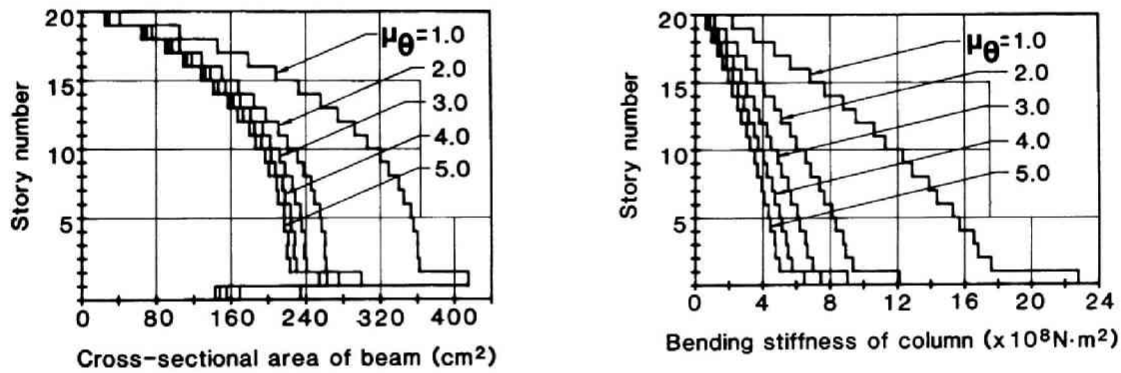 Story number
20
15
10
5
0 80 160 240 320 400
Cross-sectional area of beam (cm²)
μθ=1.0
2.0
3.0
4.0
5.0
Story number
20
15
10
5
0 4 8 12 16 20 24
Bending stiffness of column (x10⁸N·m²)
μθ=1.0
2.0
3.0
4.0
5.0